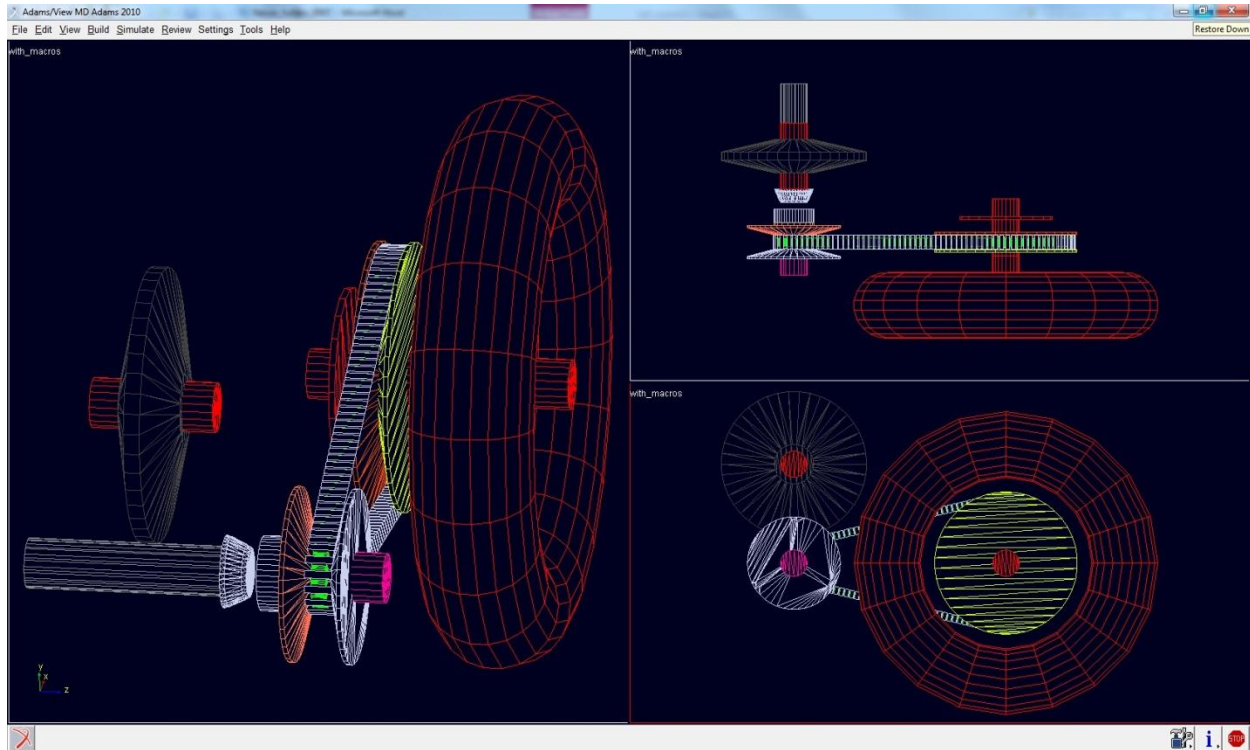 Adams/View MD Adams 2010
File Edit View Build Simulate Review Settings Tools Help
Restore Down
with_macros
with_macros
with_macros
y
x
z
i
STOP